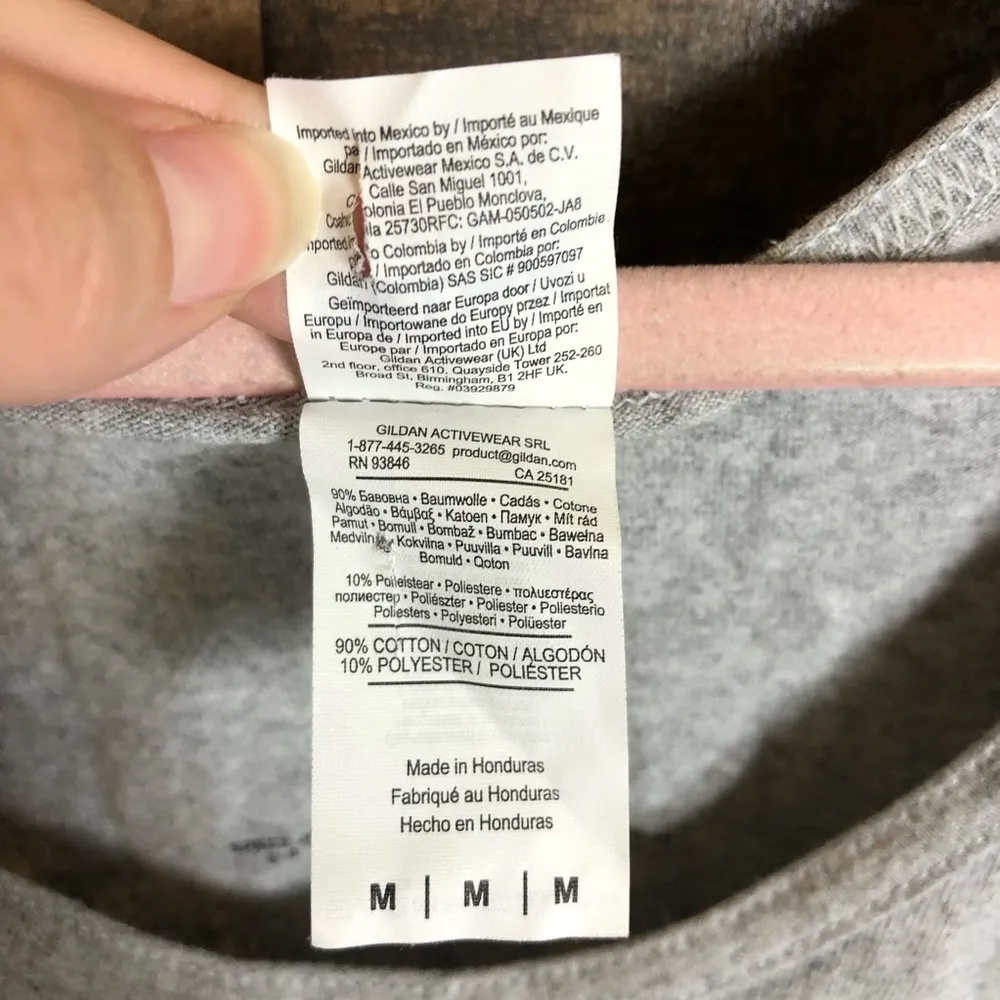 Imported into Mexico by / Importé au Mexique
pa / Importado en México por:
Gildan Activewear Mexico S.A. de C.V.
Calle San Miguel 1001,
olonia El Pueblo Monclova,
la 25730RFC: GAM-050502-JA8
o Colombia by / Importé en Colombia
/ Importado en Colombia por:
Gildan (Colombia) SAS SIC # 900597097
Geïmporteerd naar Europa door / Uvozi u
Europu / Importowane do Europy przez / Importat
in Europa de / Imported into EU by / Importé en
Europe par / Importado en Europa por:
Gildan Activewear (UK) Ltd
2nd floor, office 610, Quayside Tower 252-260
Broad St, Birmingham, B1 2HF UK.
Reg. #03929879
GILDAN ACTIVEWEAR SRL
1-877-445-3265 product@gildan.com
RN 93846 CA 25181
90% Бавовна • Baumwolle • Cadás • Cotone
Algodão • Βάμβαξ • Katoen • Памук • Mít rád
Pamut • Bomull • Bombaž • Bumbac • Bawełna
Kokvilna • Puuvilla • Puuvill • Bavlna
Bomuld • Qoton
10% Poileistear • Poliestere • πολυεστέρας
полиестер • Poliészter • Poliester • Poliesterio
Poliesters • Polyesteri • Polüester
90% COTTON / COTON / ALGODÓN
10% POLYESTER / POLIÉSTER
Made in Honduras
Fabriqué au Honduras
Hecho en Honduras
M | M | M